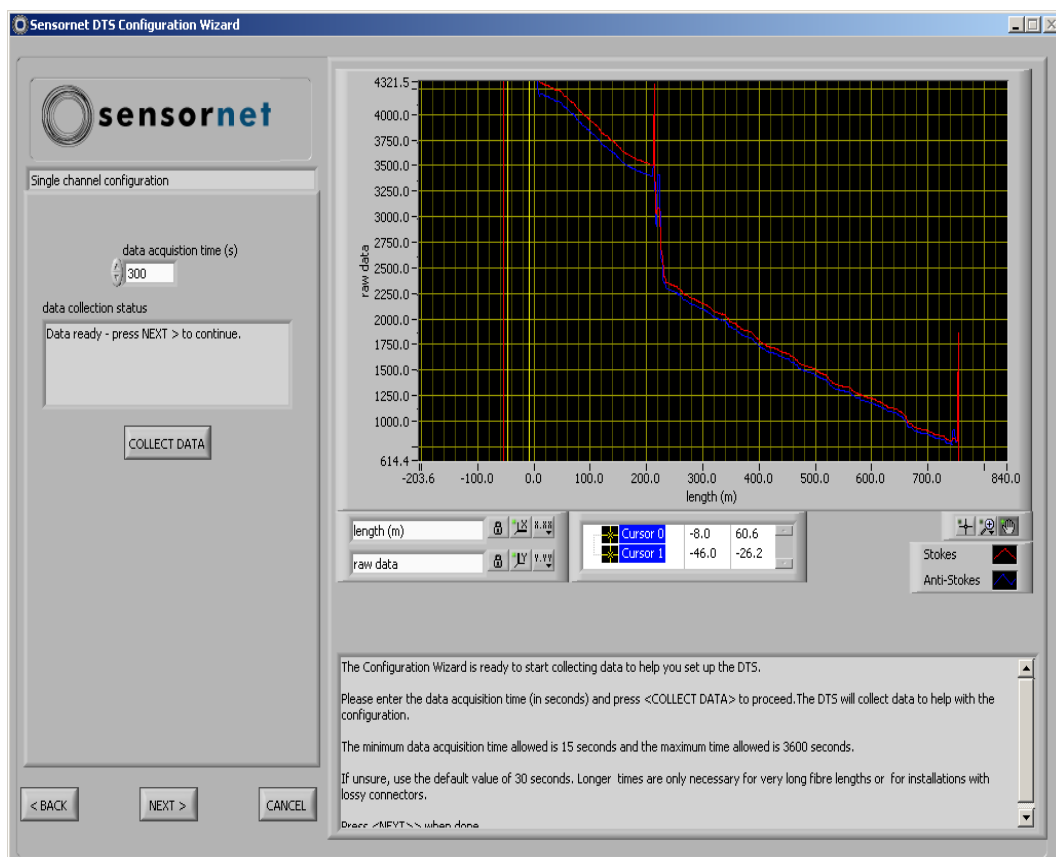 Sensornet DTS Configuration Wizard
sensornet
Single channel configuration
data acquistion time (s)
300
data collection status
Data ready - press NEXT > to continue.
COLLECT DATA
< BACK
NEXT >
CANCEL
raw data
4321.5
4000.0
3750.0
3500.0
3250.0
3000.0
2750.0
2500.0
2250.0
2000.0
1750.0
1500.0
1250.0
1000.0
614.4
-203.6 -100.0 0.0 100.0 200.0 300.0 400.0 500.0 600.0 700.0 840.0
length (m)
length (m)
X.XX
raw data
Y.YY
Cursor 0 -8.0 60.6
Cursor 1 -46.0 -26.2
Stokes
Anti-Stokes
The Configuration Wizard is ready to start collecting data to help you set up the DTS.
Please enter the data acquisition time (in seconds) and press <COLLECT DATA> to proceed.The DTS will collect data to help with the
configuration.
The minimum data acquisition time allowed is 15 seconds and the maximum time allowed is 3600 seconds.
If unsure, use the default value of 30 seconds. Longer times are only necessary for very long fibre lengths or for installations with
lossy connectors.
Press <NEXT>> when done